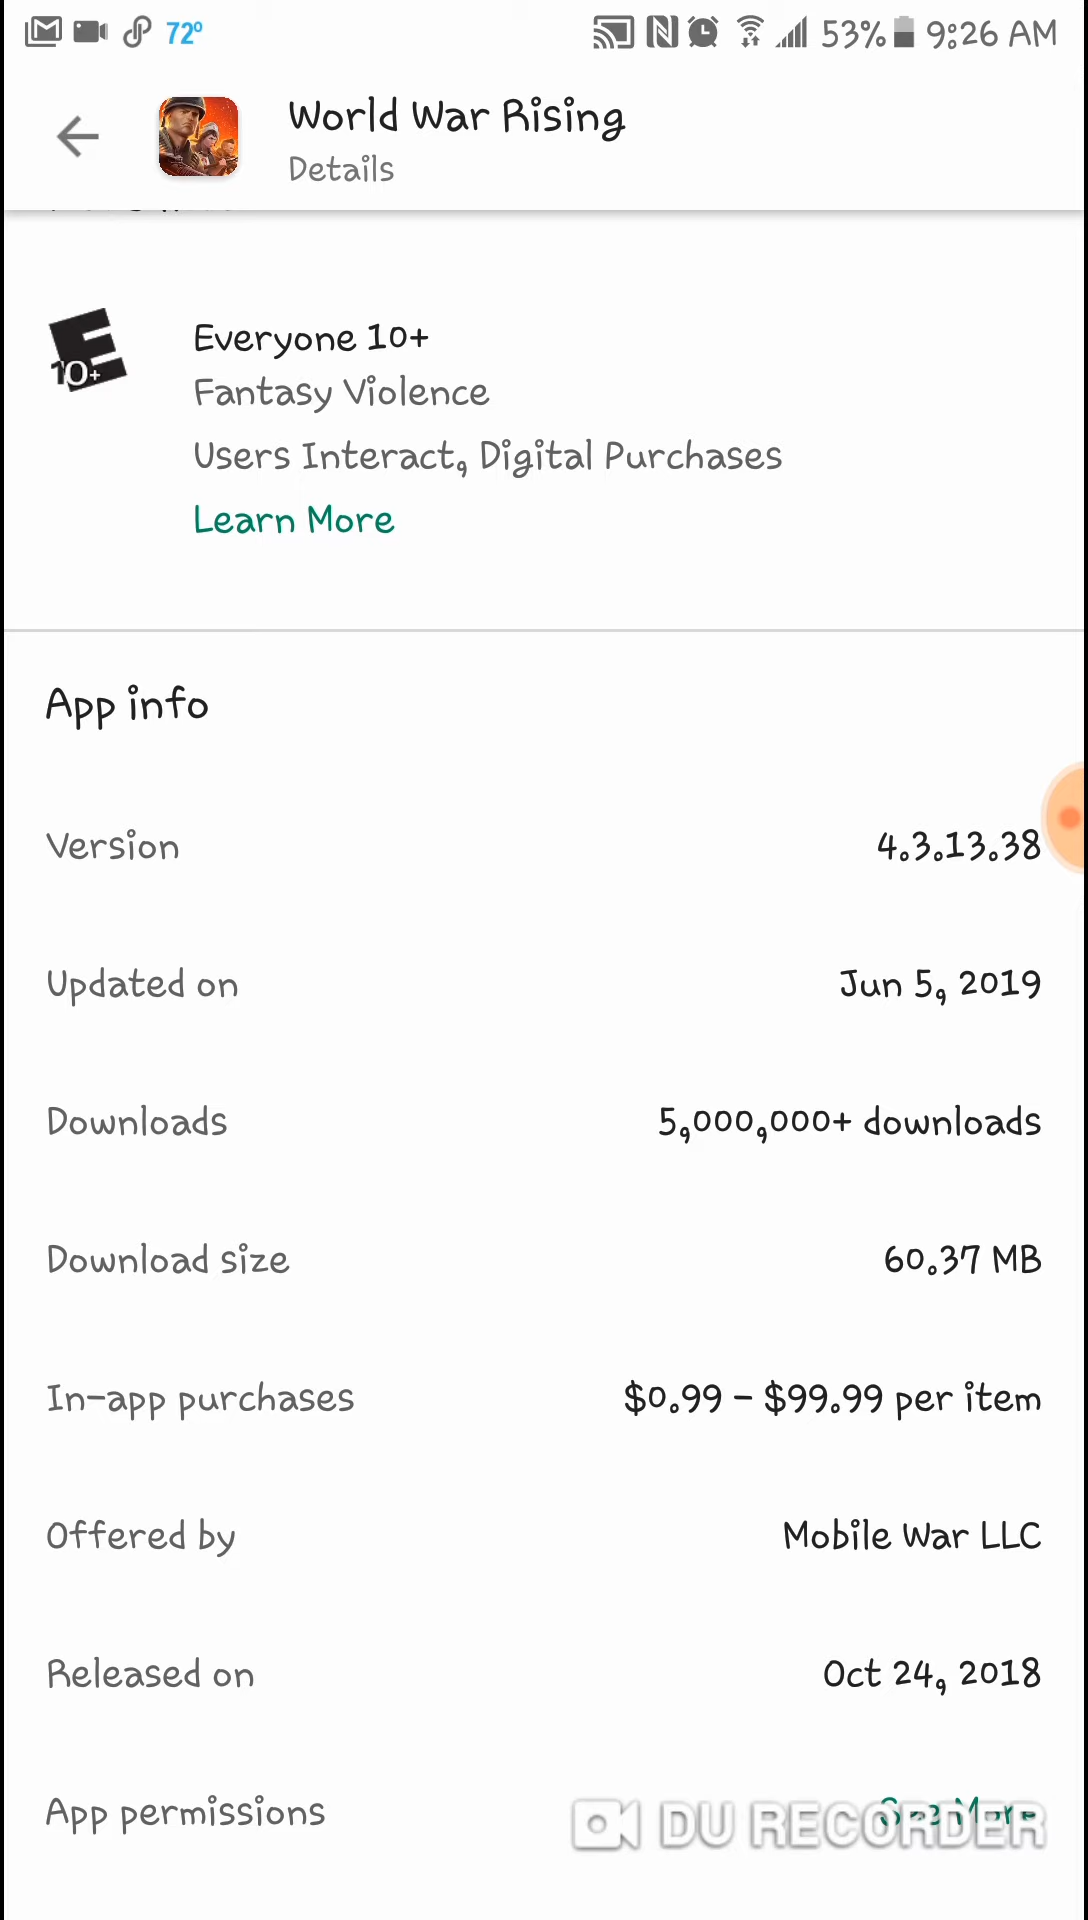 72°
53%
9:26 AM
World War Rising
Details
10+
Everyone 10+
Fantasy Violence
Users Interact, Digital Purchases
Learn More
App info
Version 4.3.13.38
Updated on Jun 5, 2019
Downloads 5,000,000+ downloads
Download size 60.37 MB
In-app purchases $0.99 - $99.99 per item
Offered by Mobile War LLC
Released on Oct 24, 2018
App permissions See More
DU RECORDER